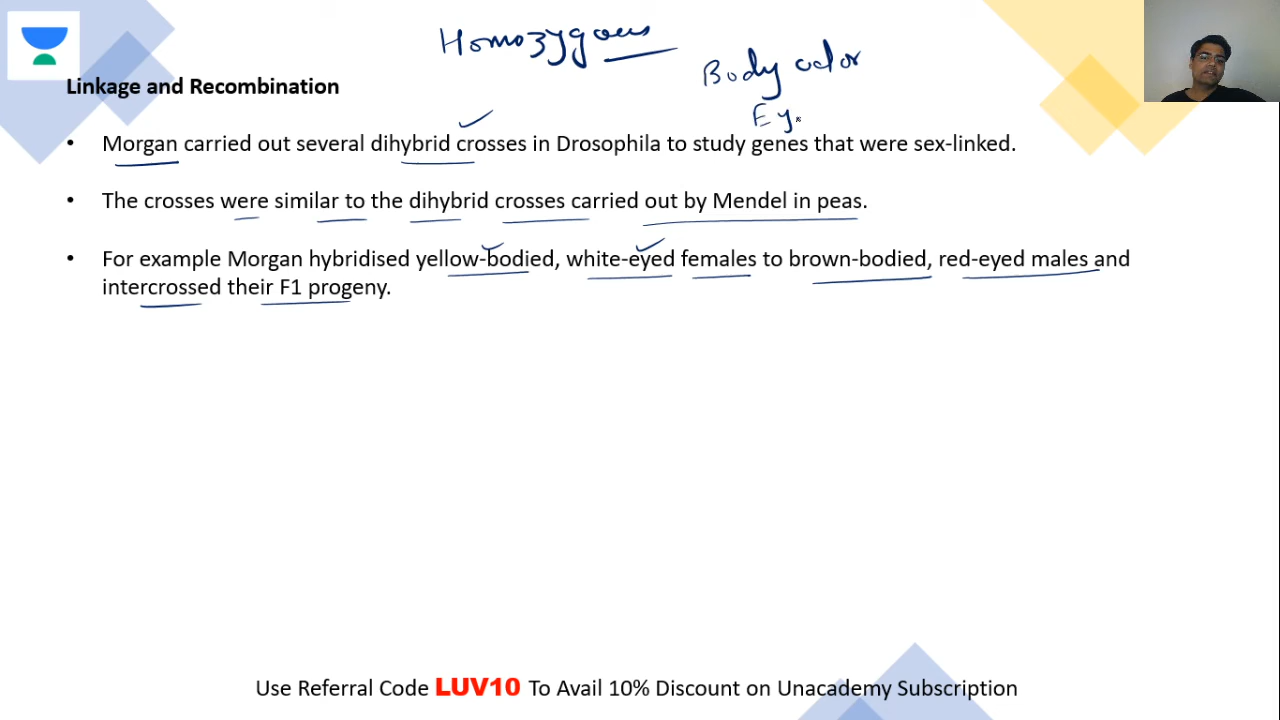 Homozygous
Body color
Ey
Linkage and Recombination
• Morgan carried out several dihybrid crosses in Drosophila to study genes that were sex-linked.
• The crosses were similar to the dihybrid crosses carried out by Mendel in peas.
• For example Morgan hybridised yellow-bodied, white-eyed females to brown-bodied, red-eyed males and
intercrossed their F1 progeny.
Use Referral Code LUV10 To Avail 10% Discount on Unacademy Subscription